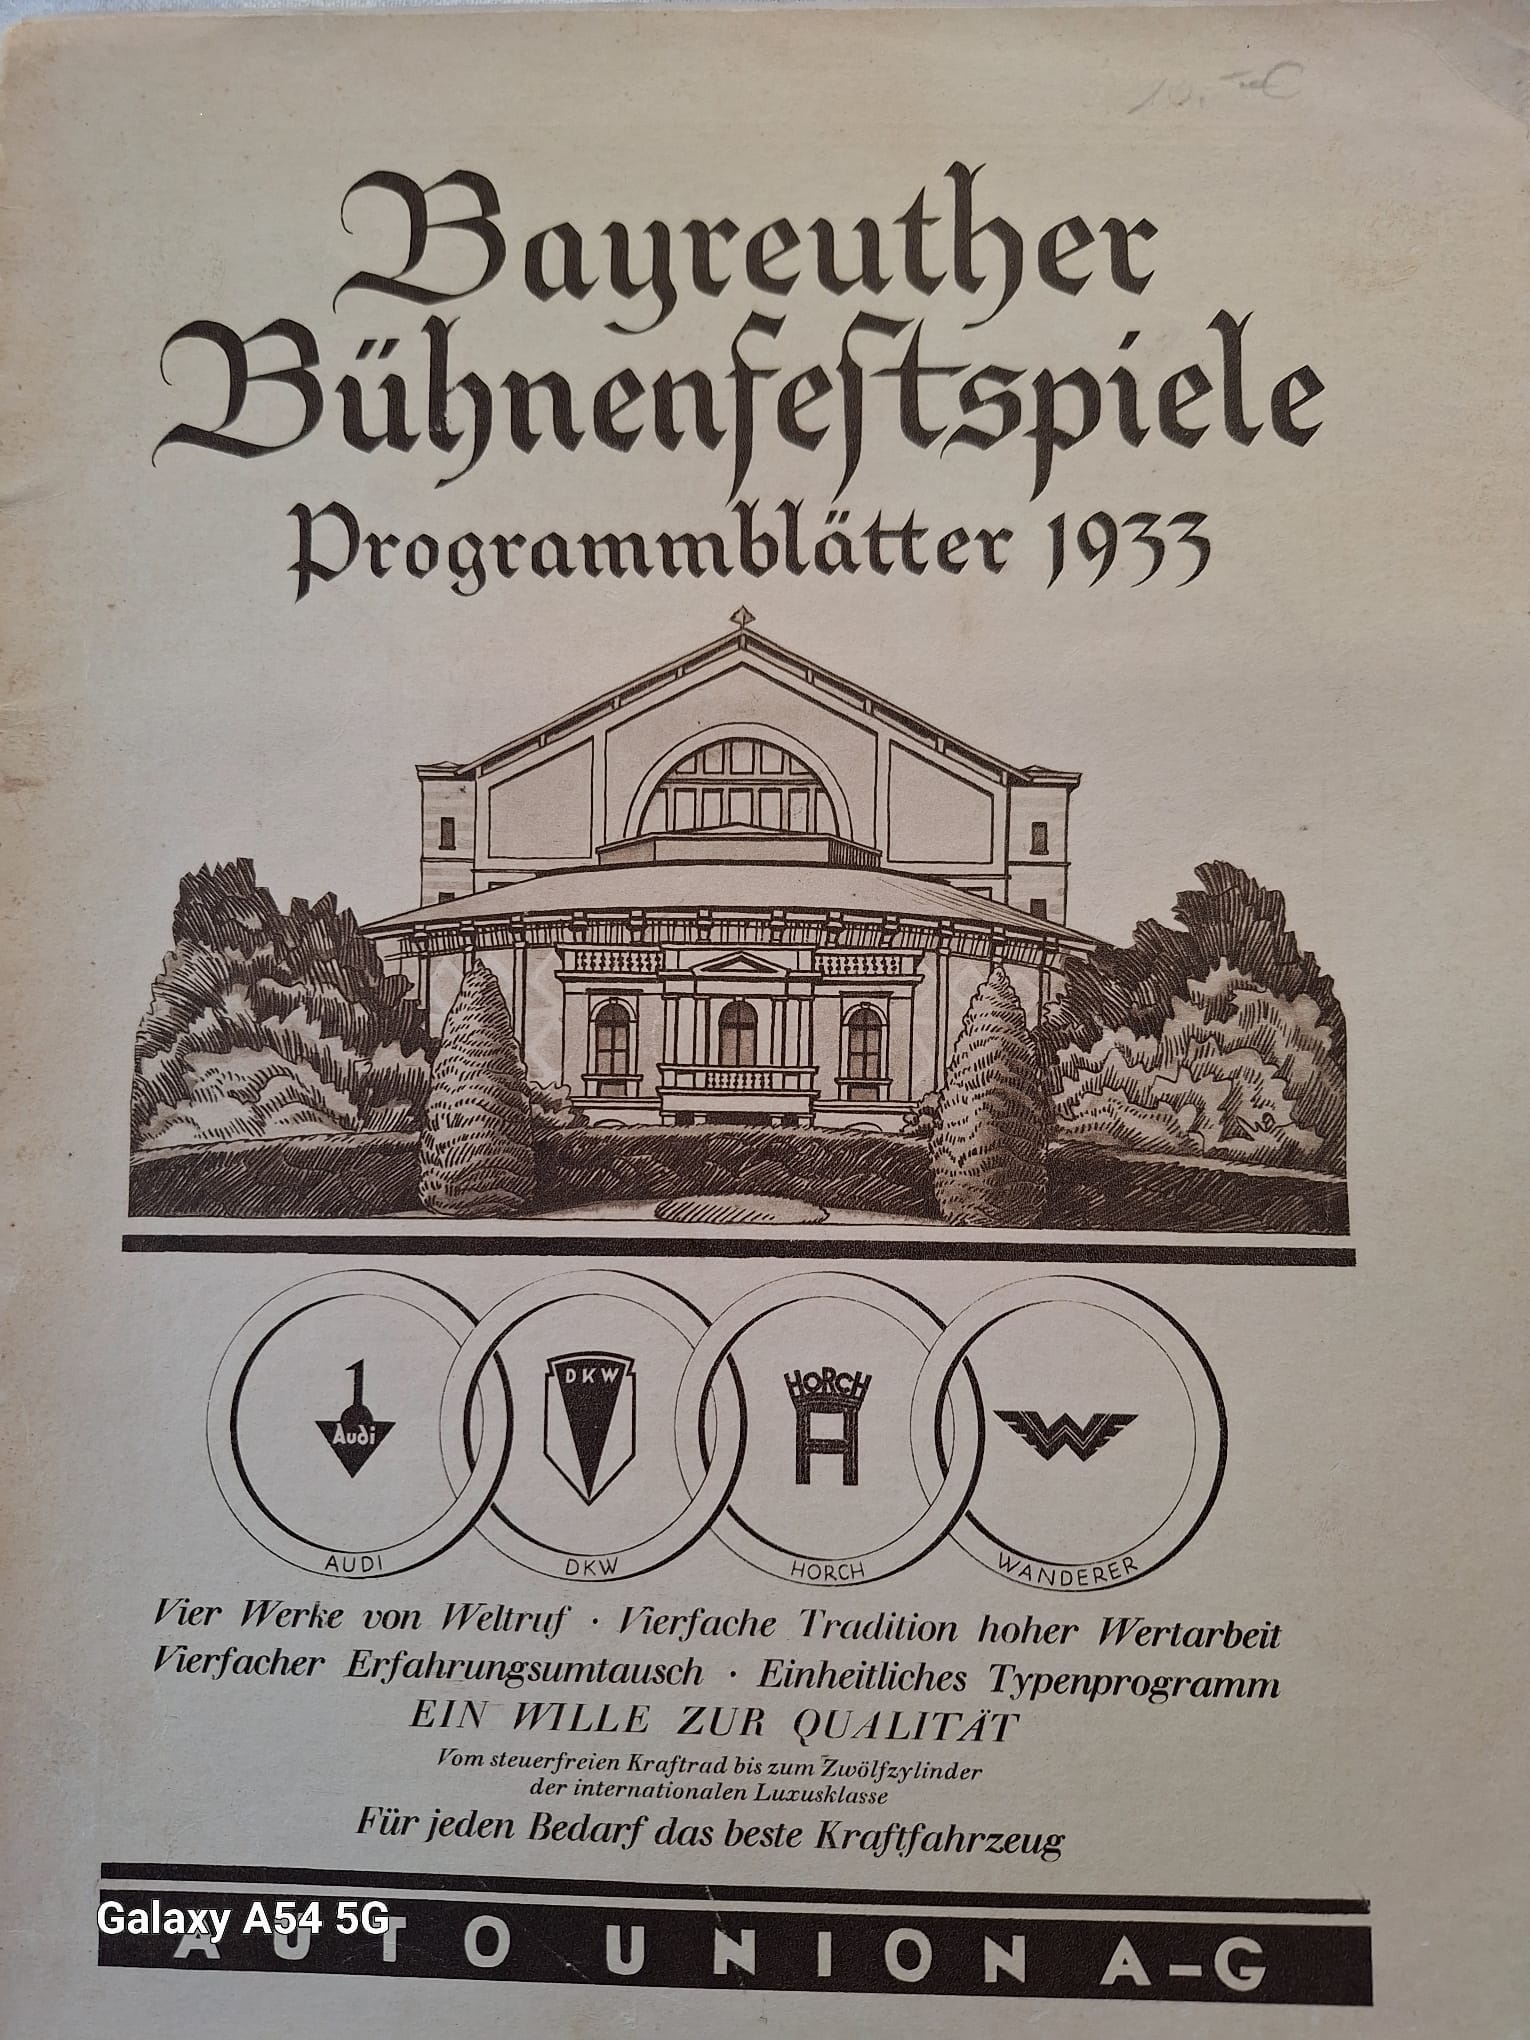 Bayreuther
Bühnenfestspiele
Programmblätter 1933
1
Audi
DKW
HORCH
W
AUDI
DKW
HORCH
WANDERER
Vier Werke von Weltruf · Vierfache Tradition hoher Wertarbeit
Vierfacher Erfahrungsumtausch · Einheitliches Typenprogramm
EIN WILLE ZUR QUALITÄT
Vom steuerfreien Kraftrad bis zum Zwölfzylinder
der internationalen Luxusklasse
Für jeden Bedarf das beste Kraftfahrzeug
Galaxy A54 5G
AUTO UNION A-G